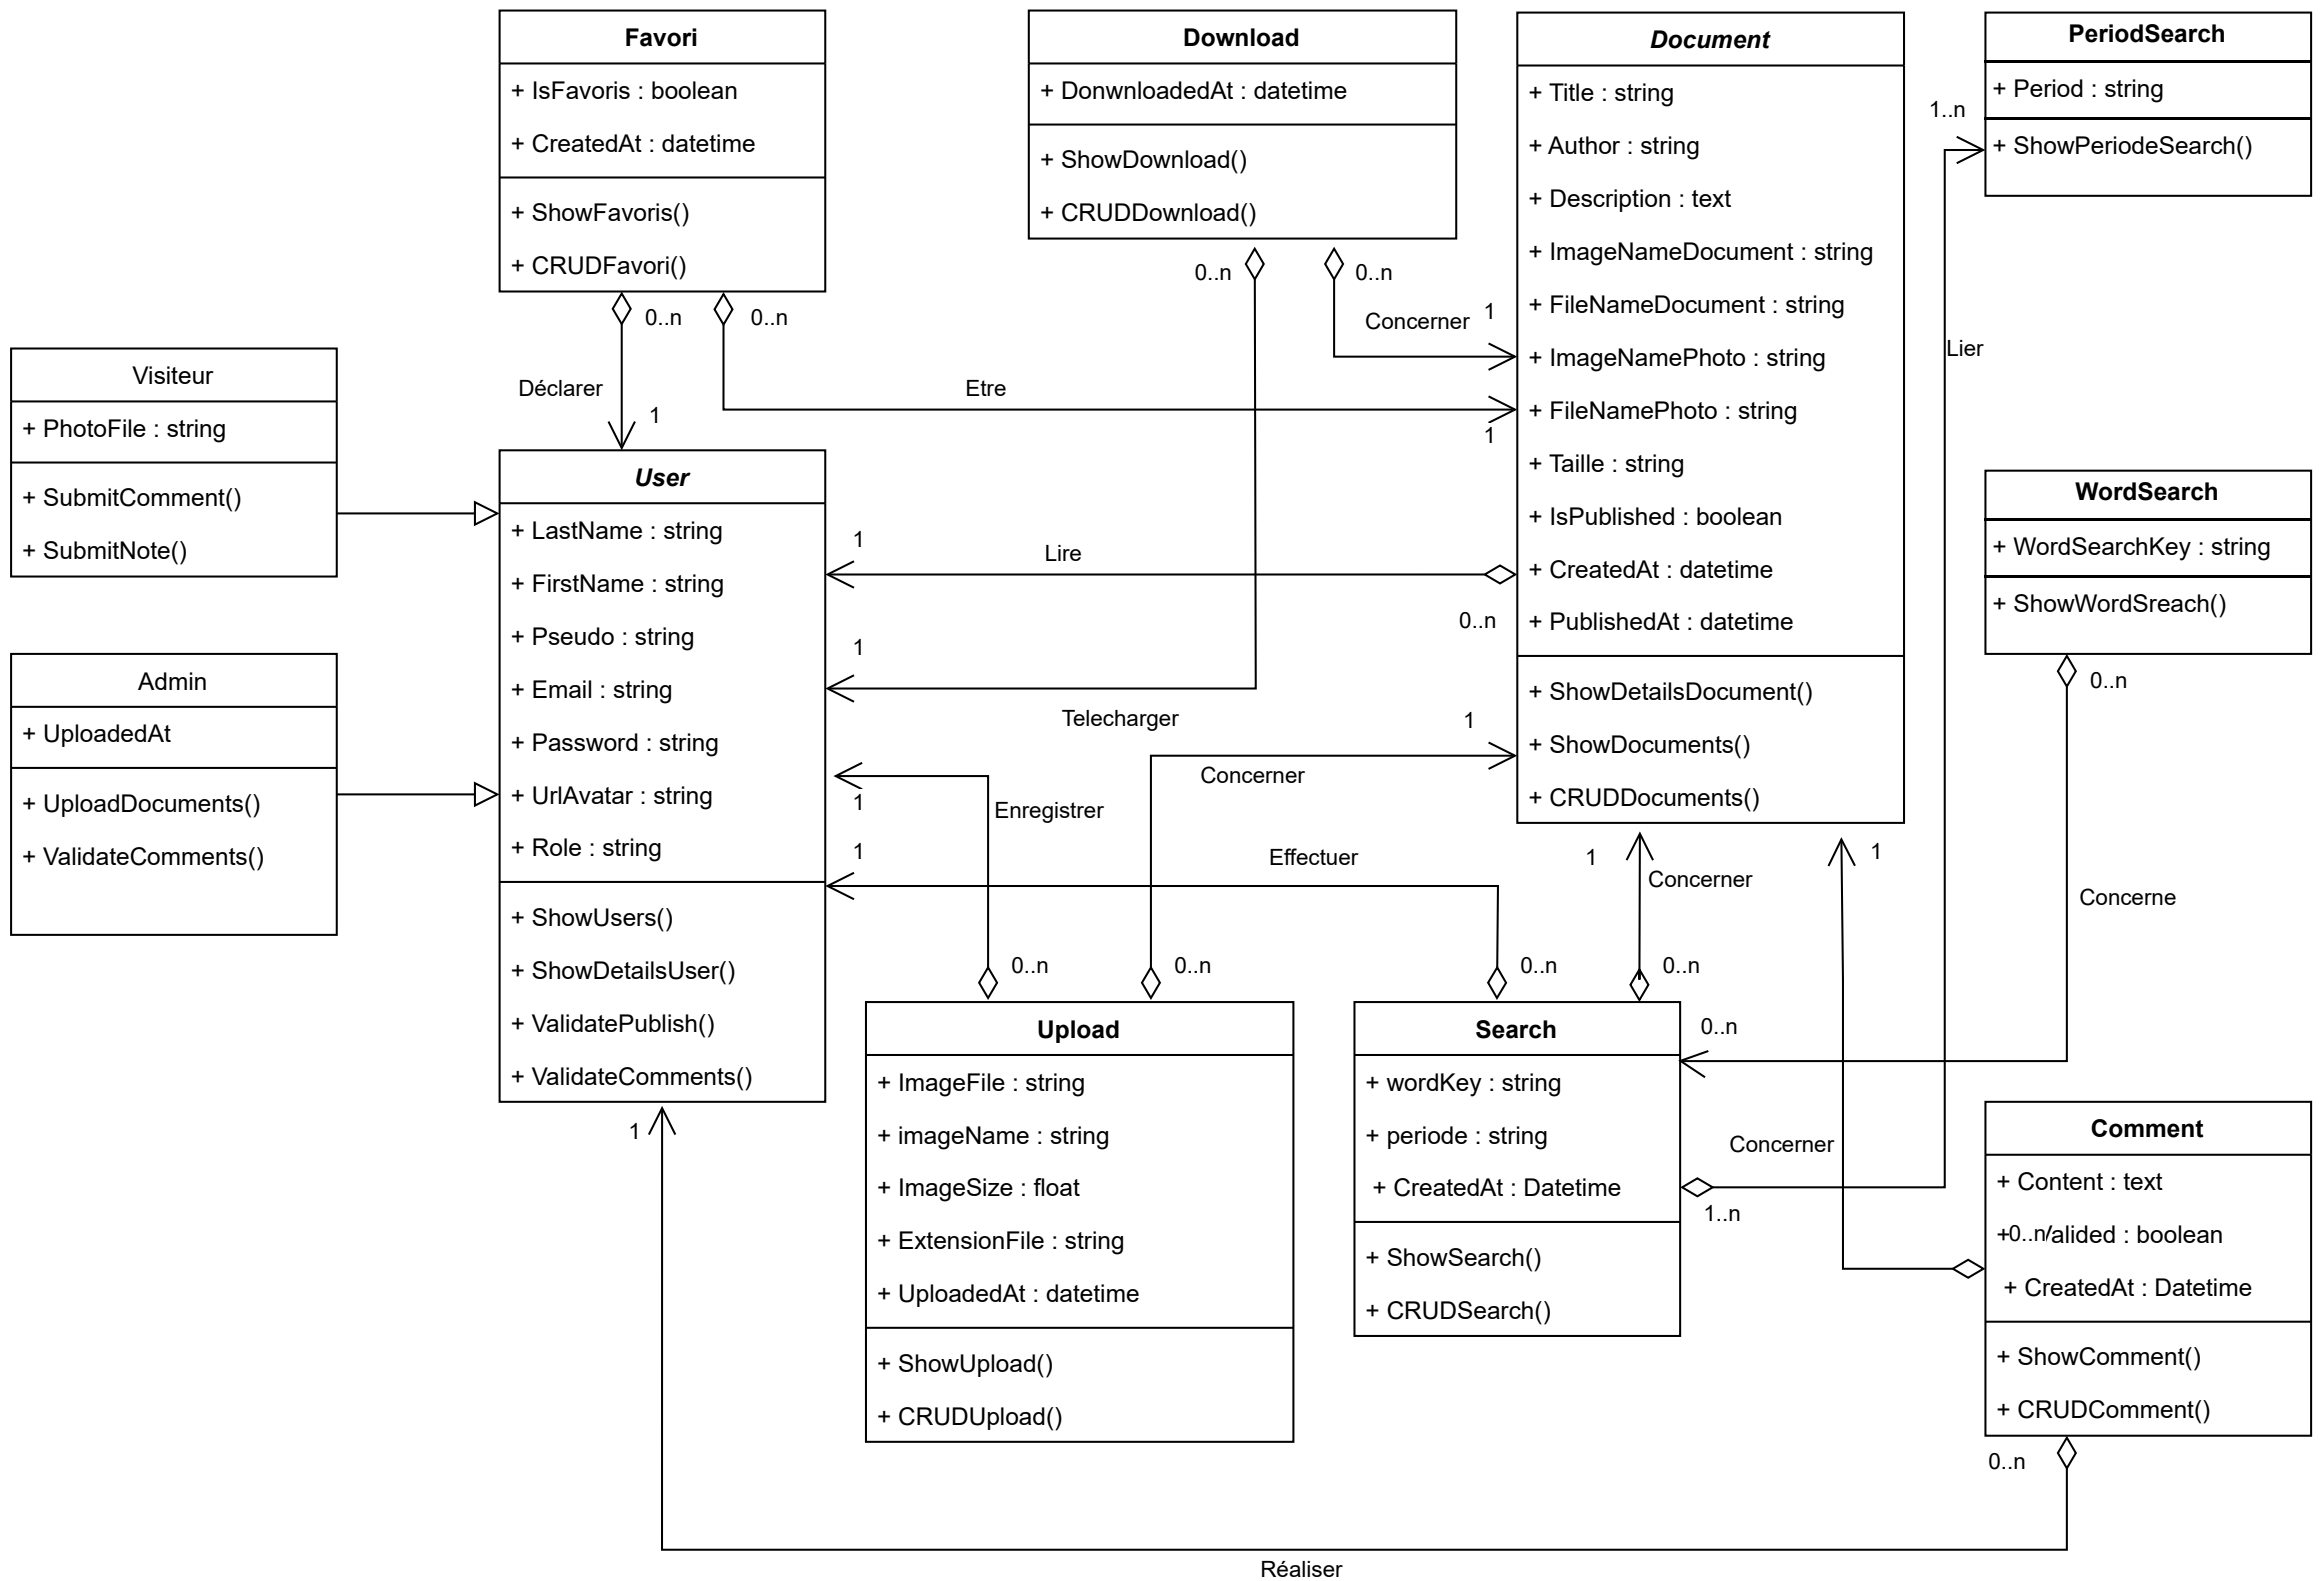 Favori
+ IsFavoris : boolean
+ CreatedAt : datetime
+ ShowFavoris()
+ CRUDFavori()
Download
+ DonwnloadedAt : datetime
+ ShowDownload()
+ CRUDDownload()
Document
+ Title : string
+ Author : string
+ Description : text
+ ImageNameDocument : string
+ FileNameDocument : string
+ ImageNamePhoto : string
+ FileNamePhoto : string
+ Taille : string
+ IsPublished : boolean
+ CreatedAt : datetime
+ PublishedAt : datetime
+ ShowDetailsDocument()
+ ShowDocuments()
+ CRUDDocuments()
PeriodSearch
+ Period : string
+ ShowPeriodeSearch()
1..n
Lier
0..n
0..n
Déclarer
1
Etre
1
0..n
0..n
Concerner
1
Visiteur
+ PhotoFile : string
+ SubmitComment()
+ SubmitNote()
Admin
+ UploadedAt
+ UploadDocuments()
+ ValidateComments()
User
+ LastName : string
+ FirstName : string
+ Pseudo : string
+ Email : string
+ Password : string
+ UrlAvatar : string
+ Role : string
+ ShowUsers()
+ ShowDetailsUser()
+ ValidatePublish()
+ ValidateComments()
1
Lire
0..n
1
Telecharger
1
Enregistrer
1
Concerner
1
Effectuer
1
Concerner
1
WordSearch
+ WordSearchKey : string
+ ShowWordSreach()
0..n
Concerne
0..n
0..n
0..n
0..n
Upload
+ ImageFile : string
+ imageName : string
+ ImageSize : float
+ ExtensionFile : string
+ UploadedAt : datetime
+ ShowUpload()
+ CRUDUpload()
Search
+ wordKey : string
+ periode : string
+ CreatedAt : Datetime
+ ShowSearch()
+ CRUDSearch()
0..n
Concerner
1..n
Comment
+ Content : text
+ alided : boolean
0..n
+ CreatedAt : Datetime
+ ShowComment()
+ CRUDComment()
0..n
1
Réaliser